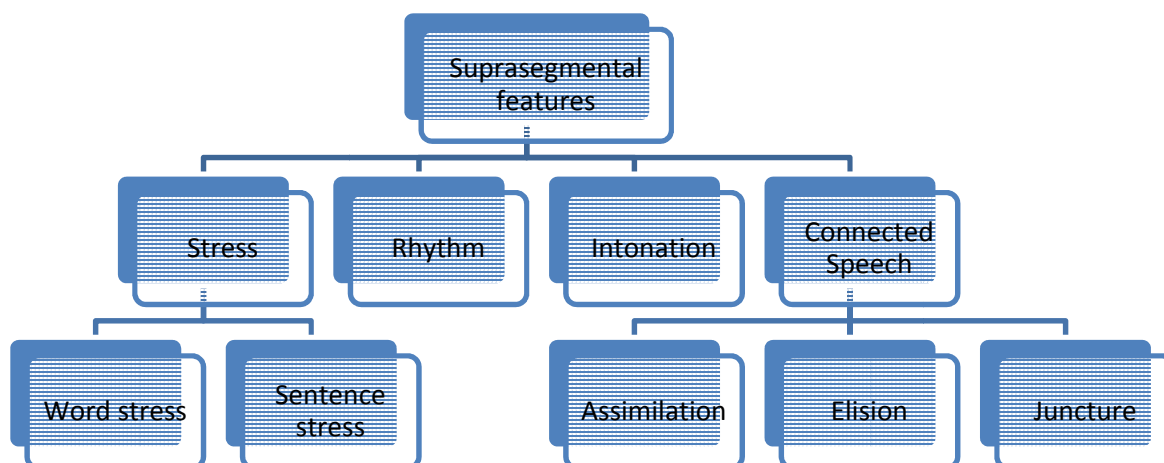 Suprasegmental
features
Stress
Rhythm
Intonation
Connected
Speech
Word stress
Sentence
stress
Assimilation
Elision
Juncture